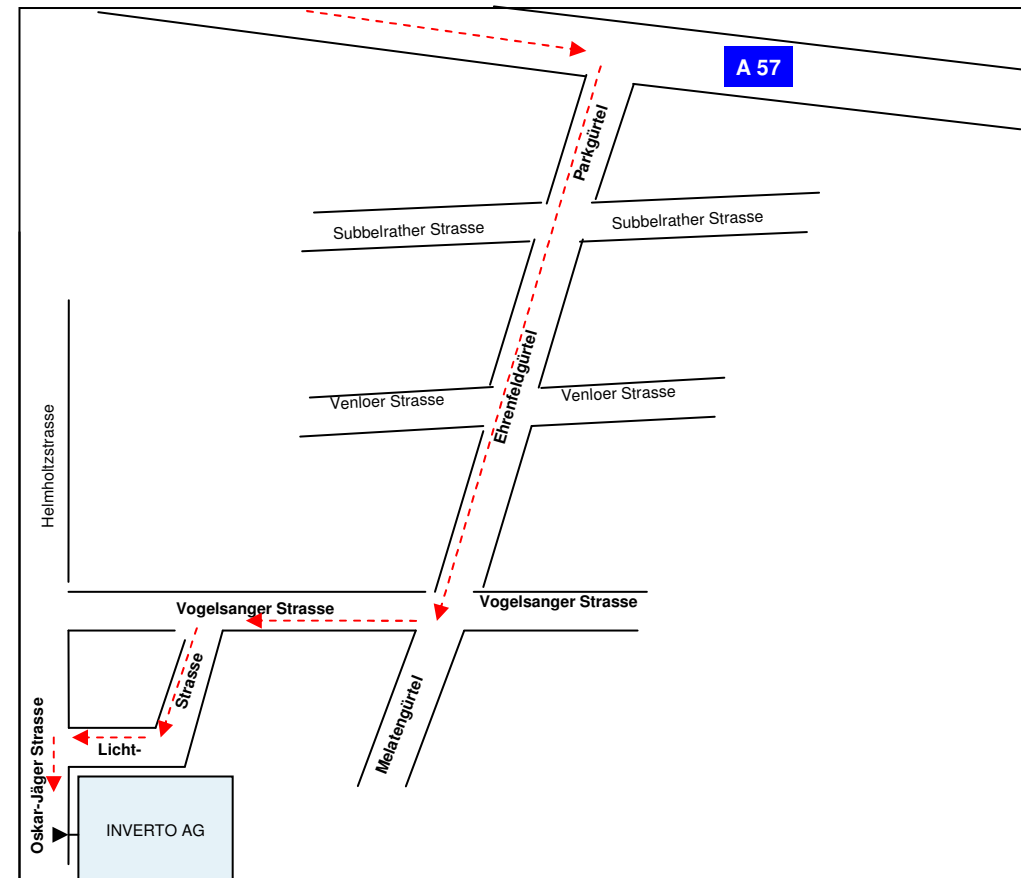 A 57
Parkgürtel
Subbelrather Strasse
Subbelrather Strasse
Ehrenfeldgürtel
Venloer Strasse
Venloer Strasse
Helmholtzstrasse
Vogelsanger Strasse
Vogelsanger Strasse
Strasse
Licht-
Melatengürtel
Oskar-Jäger Strasse
INVERTO AG